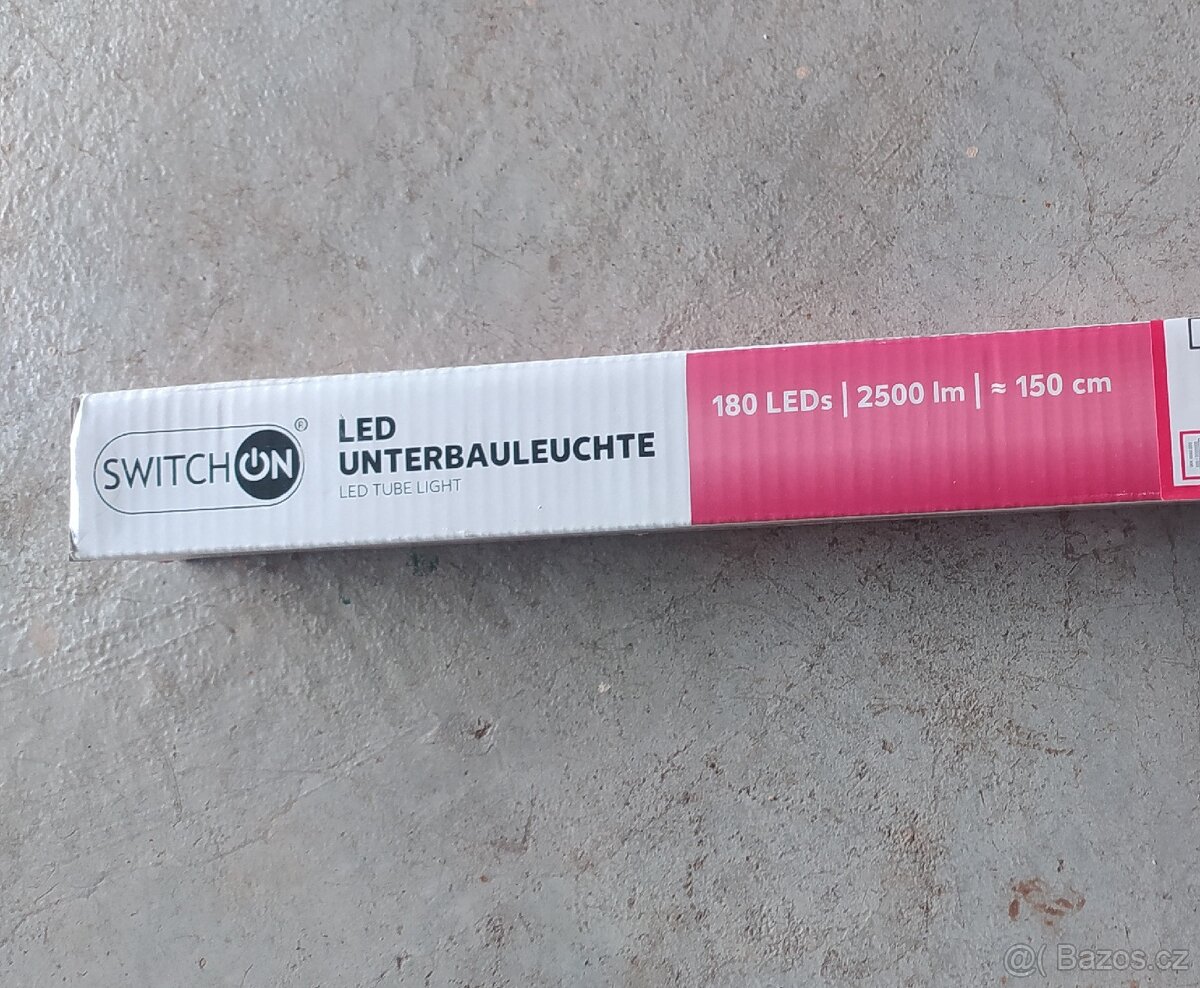 SWITCH ON ®
LED
UNTERBAULEUCHTE
LED TUBE LIGHT
180 LEDs | 2500 lm | ≈ 150 cm
@( Bazos.cz